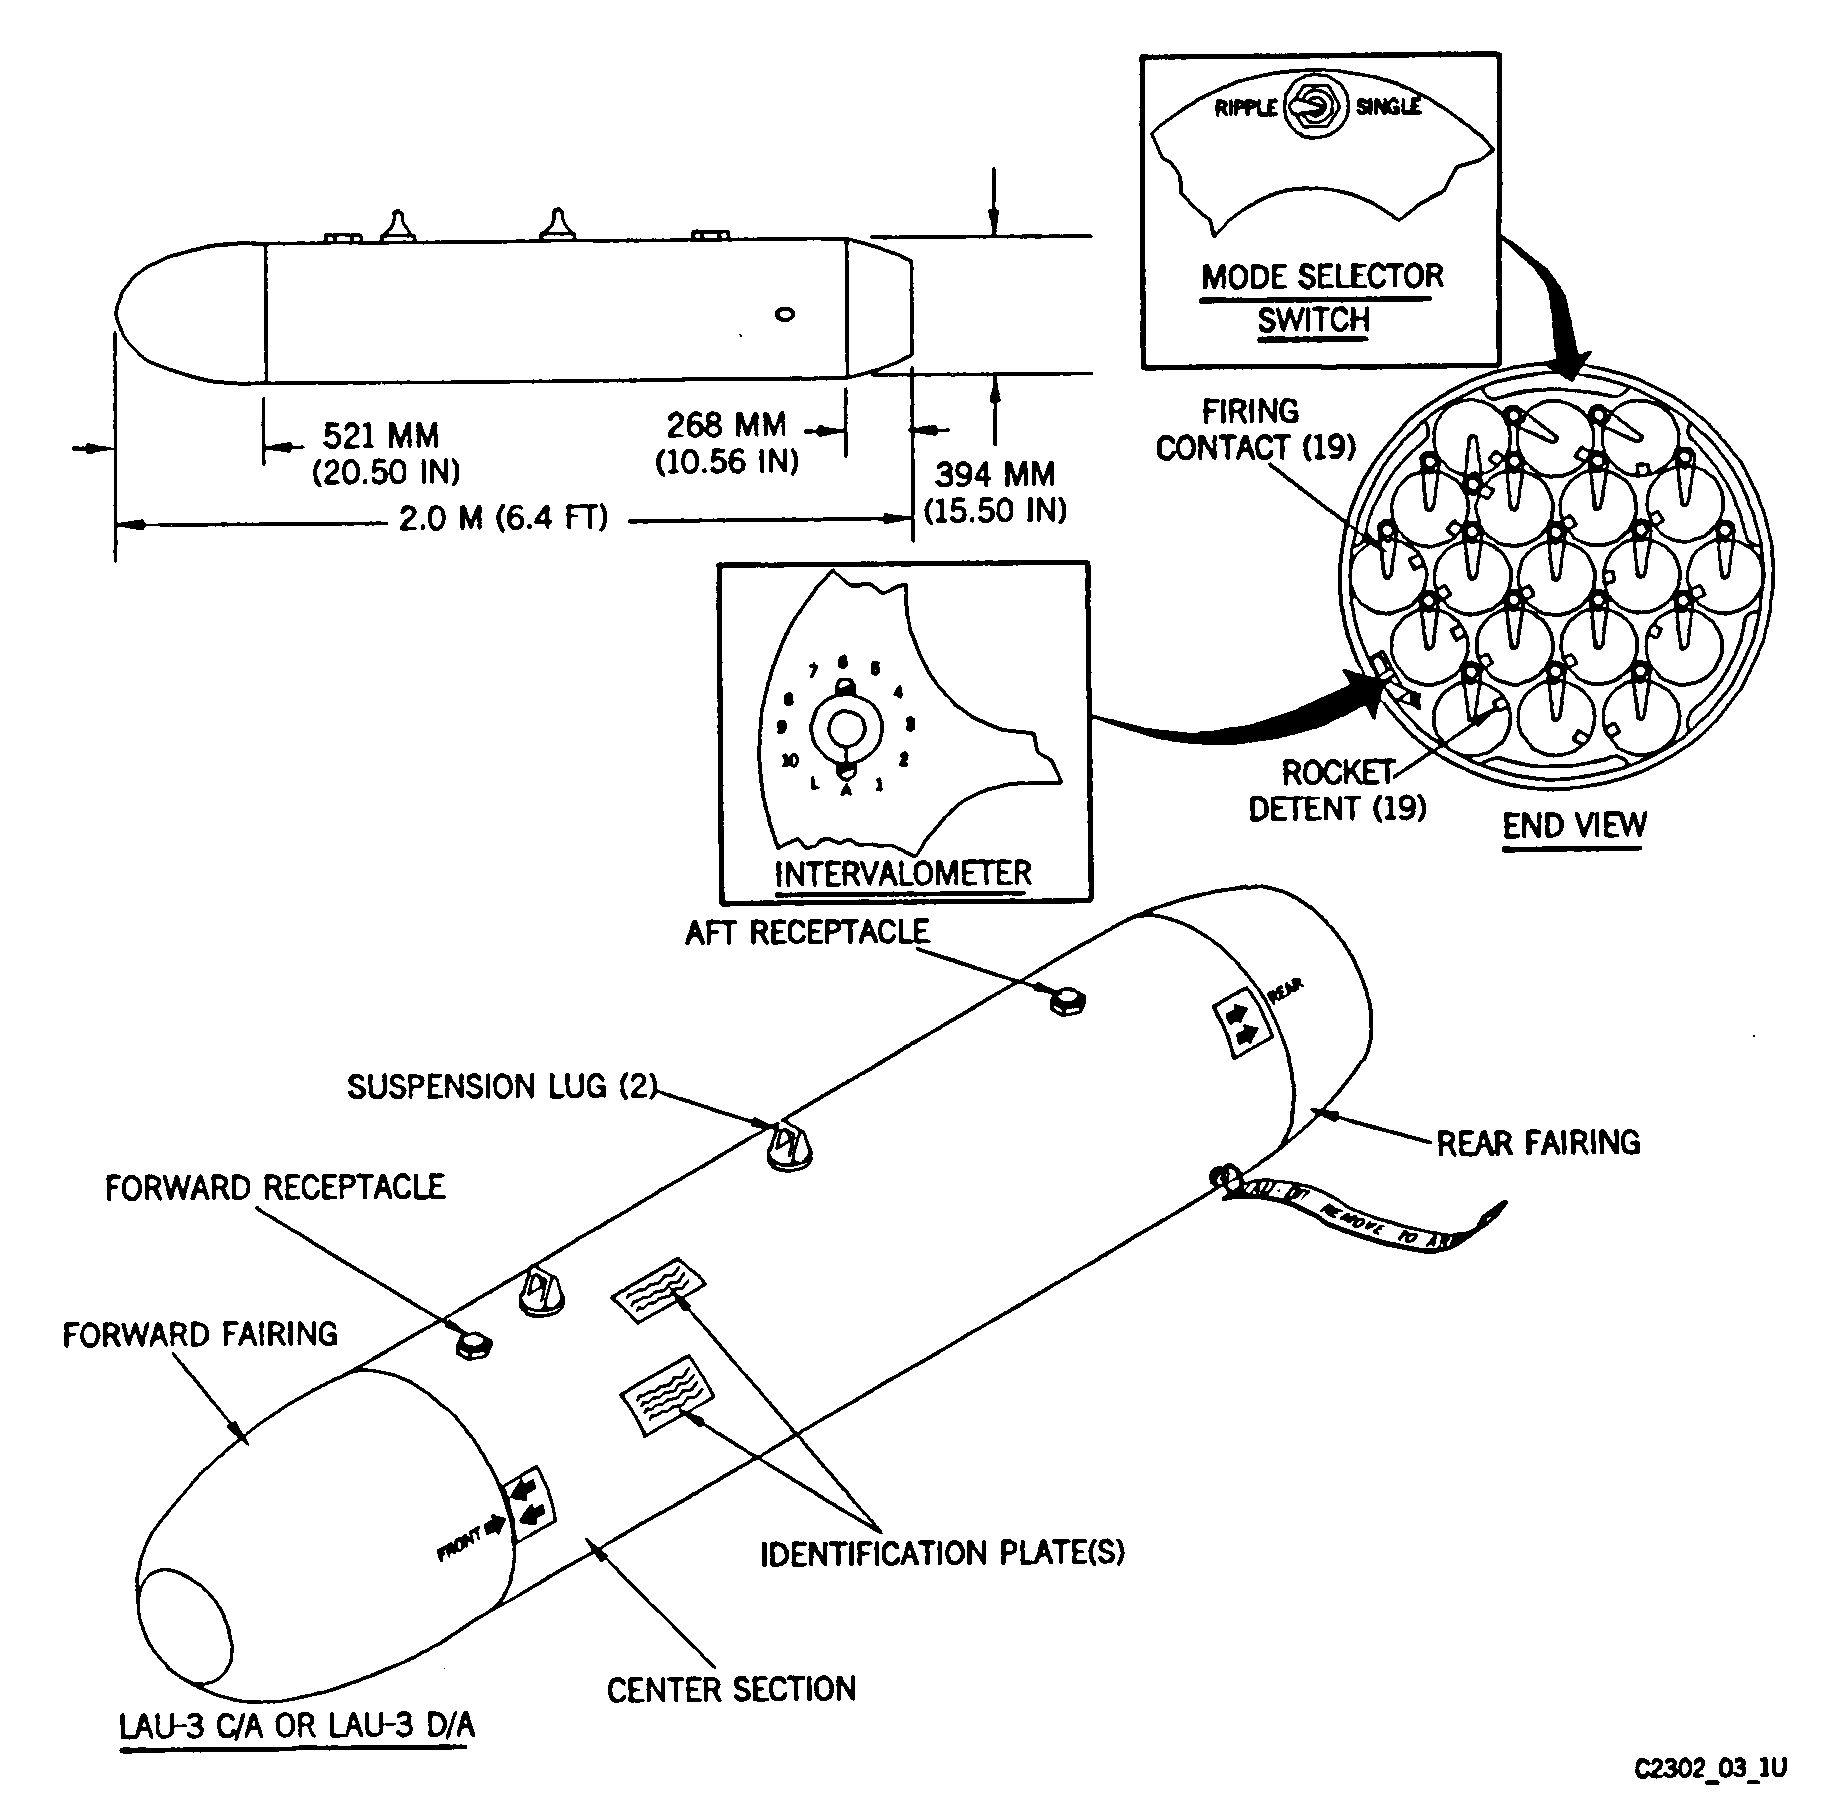 RIPPLE
SINGLE
MODE SELECTOR
SWITCH
521 MM
(20.50 IN)
268 MM
(10.56 IN)
394 MM
(15.50 IN)
2.0 M (6.4 FT)
FIRING
CONTACT (19)
7 6 5
8 4
9 3
10 2
L A 1
INTERVALOMETER
ROCKET
DETENT (19)
END VIEW
AFT RECEPTACLE
REAR
SUSPENSION LUG (2)
REAR FAIRING
FORWARD RECEPTACLE
REMOVE TO
FORWARD FAIRING
FRONT
IDENTIFICATION PLATE(S)
CENTER SECTION
LAU-3 C/A OR LAU-3 D/A
C2302_03_1U